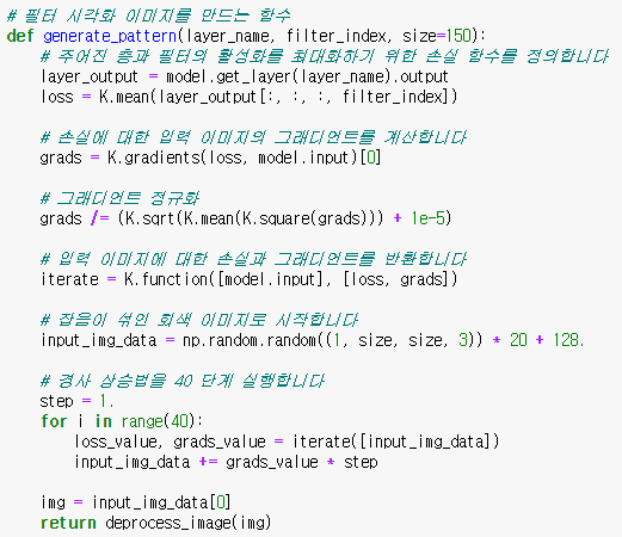 # 필터 시각화 이미지를 만드는 함수
def generate_pattern(layer_name, filter_index, size=150):
    # 주어진 층과 필터의 활성화를 최대화하기 위한 손실 함수를 정의합니다
    layer_output = model.get_layer(layer_name).output
    loss = K.mean(layer_output[:, :, :, filter_index])

    # 손실에 대한 입력 이미지의 그래디언트를 계산합니다
    grads = K.gradients(loss, model.input)[0]

    # 그래디언트 정규화
    grads /= (K.sqrt(K.mean(K.square(grads))) + 1e-5)

    # 입력 이미지에 대한 손실과 그래디언트를 반환합니다
    iterate = K.function([model.input], [loss, grads])

    # 잡음이 섞인 회색 이미지로 시작합니다
    input_img_data = np.random.random((1, size, size, 3)) * 20 + 128.

    # 경사 상승법을 40 단계 실행합니다
    step = 1.
    for i in range(40):
        loss_value, grads_value = iterate([input_img_data])
        input_img_data += grads_value * step

    img = input_img_data[0]
    return deprocess_image(img)